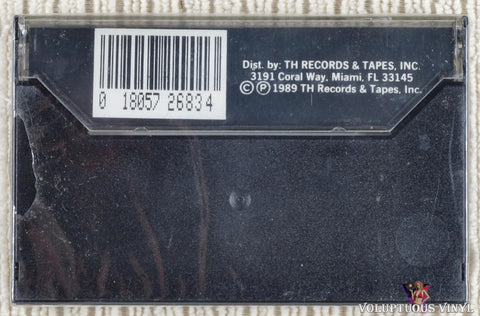 Dist. by: TH RECORDS & TAPES, INC.
3191 Coral Way, Miami, FL 33145
©℗ 1989 TH Records & Tapes, Inc.
0 18057 26834
VOLUPTUOUS VINYL